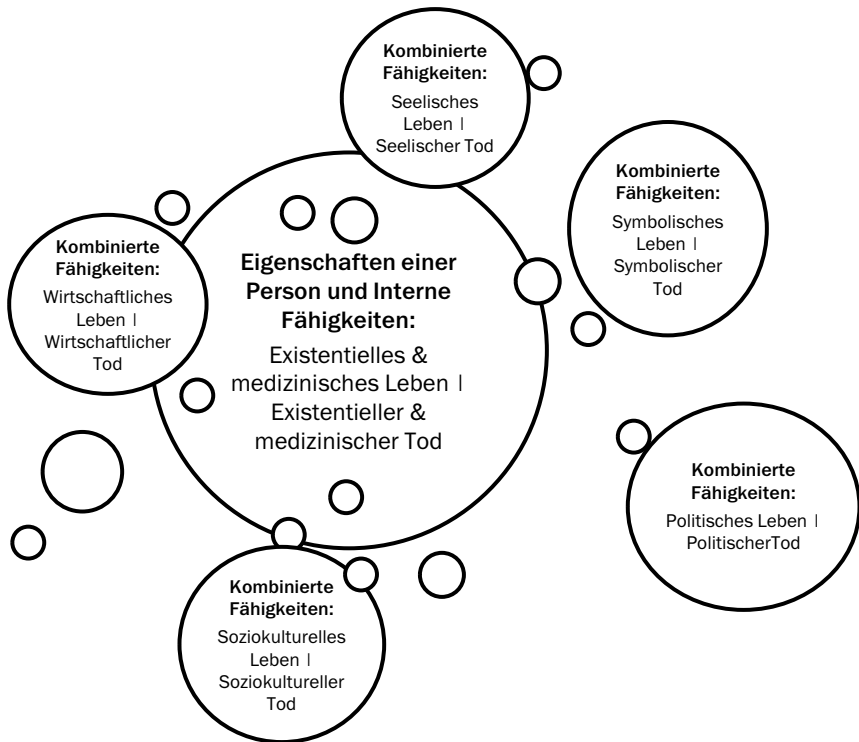 Kombinierte
Fähigkeiten:
Seelisches
Leben |
Seelischer Tod
Kombinierte
Fähigkeiten:
Symbolisches
Leben |
Symbolischer
Tod
Kombinierte
Fähigkeiten:
Wirtschaftliches
Leben |
Wirtschaftlicher
Tod
Eigenschaften einer
Person und Interne
Fähigkeiten:
Existentielles &
medizinisches Leben |
Existentieller &
medizinischer Tod
Kombinierte
Fähigkeiten:
Politisches Leben |
PolitischerTod
Kombinierte
Fähigkeiten:
Soziokulturelles
Leben |
Soziokultureller
Tod